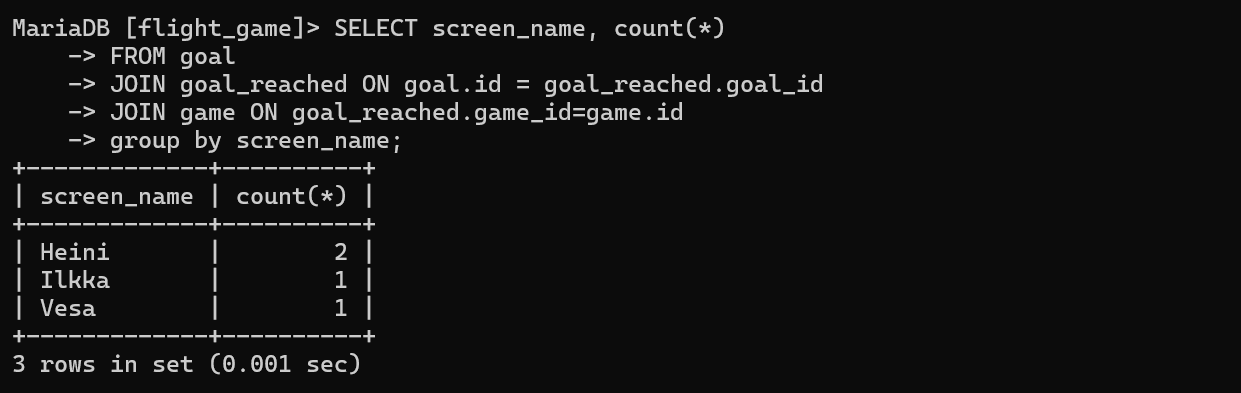 MariaDB [flight_game]> SELECT screen_name, count(*)
    -> FROM goal
    -> JOIN goal_reached ON goal.id = goal_reached.goal_id
    -> JOIN game ON goal_reached.game_id=game.id
    -> group by screen_name;
+-------------+----------+
| screen_name | count(*) |
+-------------+----------+
| Heini       |        2 |
| Ilkka       |        1 |
| Vesa        |        1 |
+-------------+----------+
3 rows in set (0.001 sec)